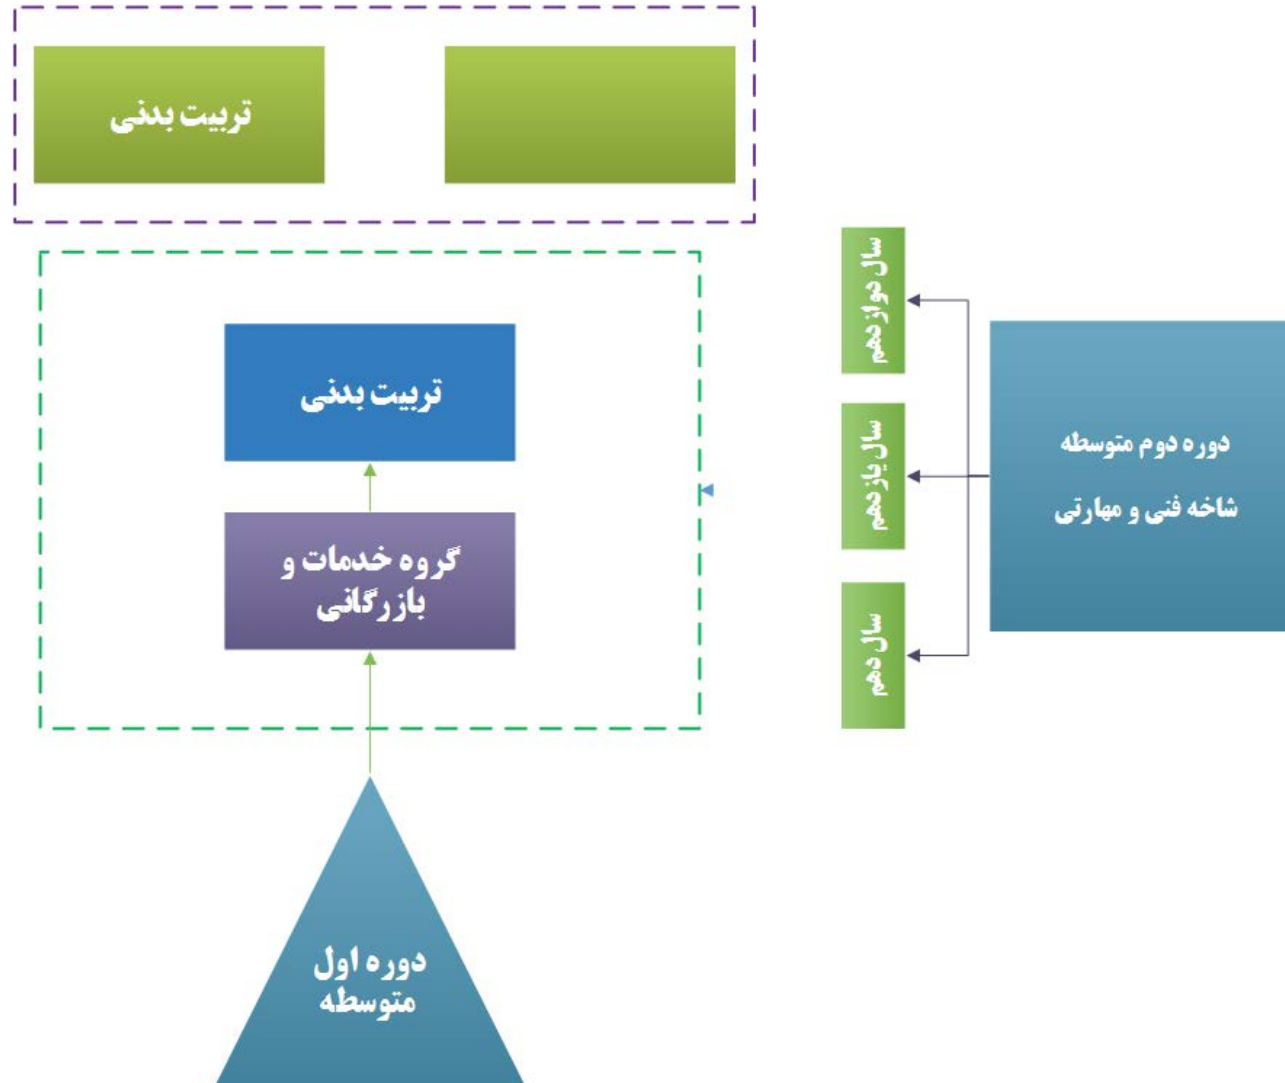 تربیت بدنی
سال دوازدهم
تربیت بدنی
سال یازدهم
دوره دوم متوسطه
شاخه فنی و مهارتی
گروه خدمات و
بازرگانی
سال دهم
دوره اول
متوسطه